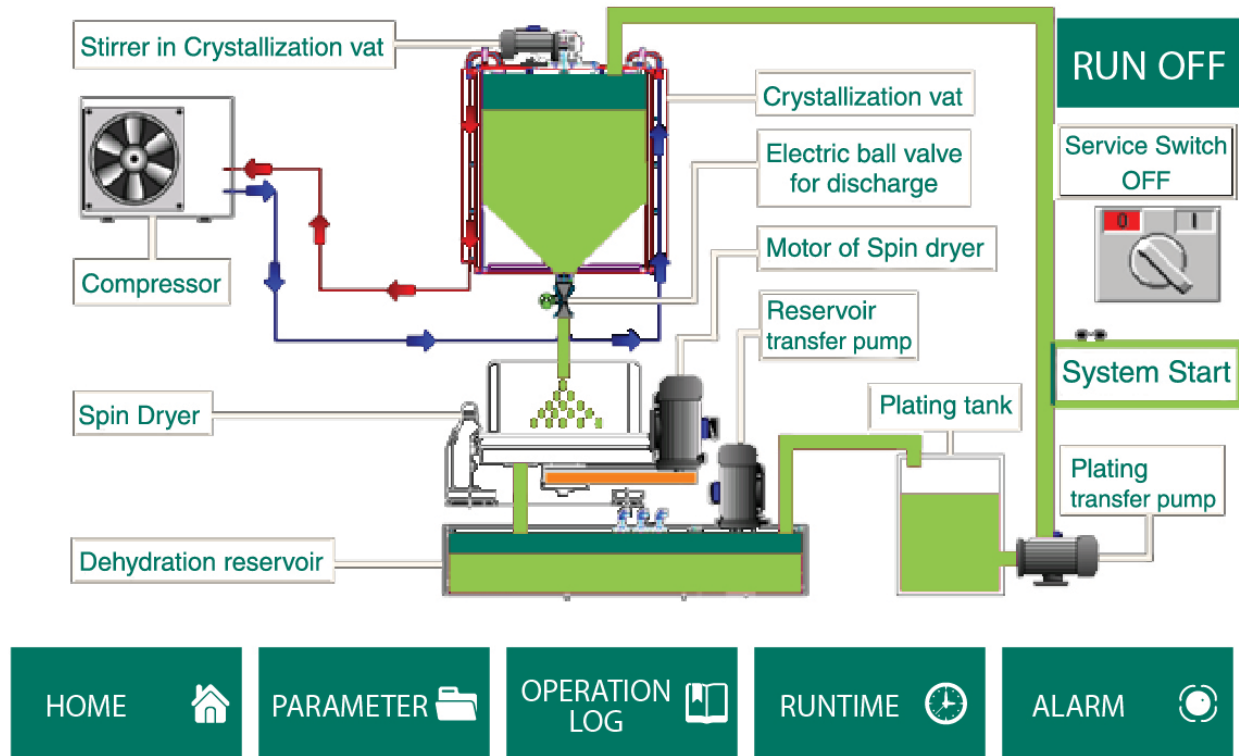 Stirrer in Crystallization vat
RUN OFF
Crystallization vat
Service Switch
OFF
Electric ball valve
for discharge
0
I
Motor of Spin dryer
Compressor
Reservoir
transfer pump
System Start
Spin Dryer
Plating tank
Plating
transfer pump
Dehydration reservoir
HOME
PARAMETER
OPERATION
LOG
RUNTIME
ALARM